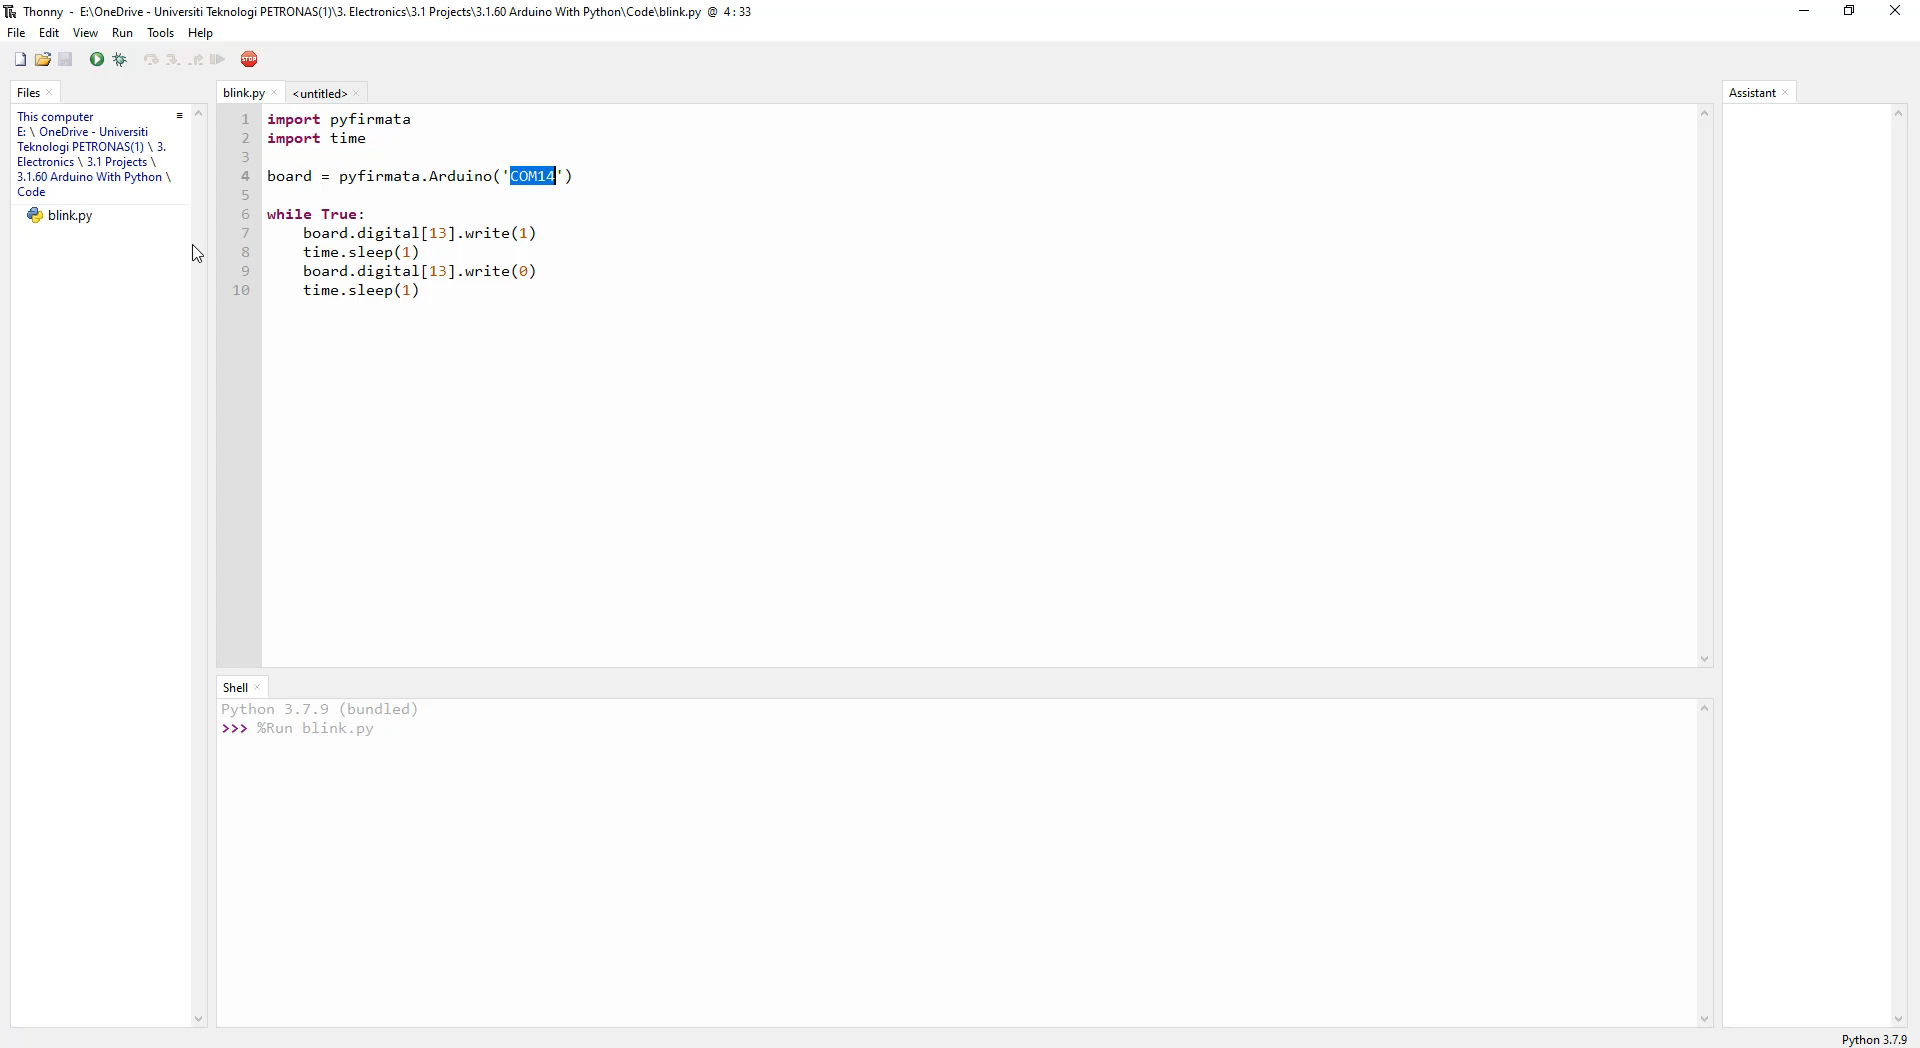 Thonny - E:\OneDrive - Universiti Teknologi PETRONAS(1)\3. Electronics\3.1 Projects\3.1.60 Arduino With Python\Code\blink.py @ 4:33
File Edit View Run Tools Help
STOP
Files
This computer
E: \ OneDrive - Universiti
Teknologi PETRONAS(1) \ 3.
Electronics \ 3.1 Projects \
3.1.60 Arduino With Python \
Code
blink.py
blink.py <untitled>
1 import pyfirmata
2 import time
3
4 board = pyfirmata.Arduino('COM14')
5
6 while True:
7     board.digital[13].write(1)
8     time.sleep(1)
9     board.digital[13].write(0)
10     time.sleep(1)
Shell
Python 3.7.9 (bundled)
>>> %Run blink.py
Assistant
Python 3.7.9